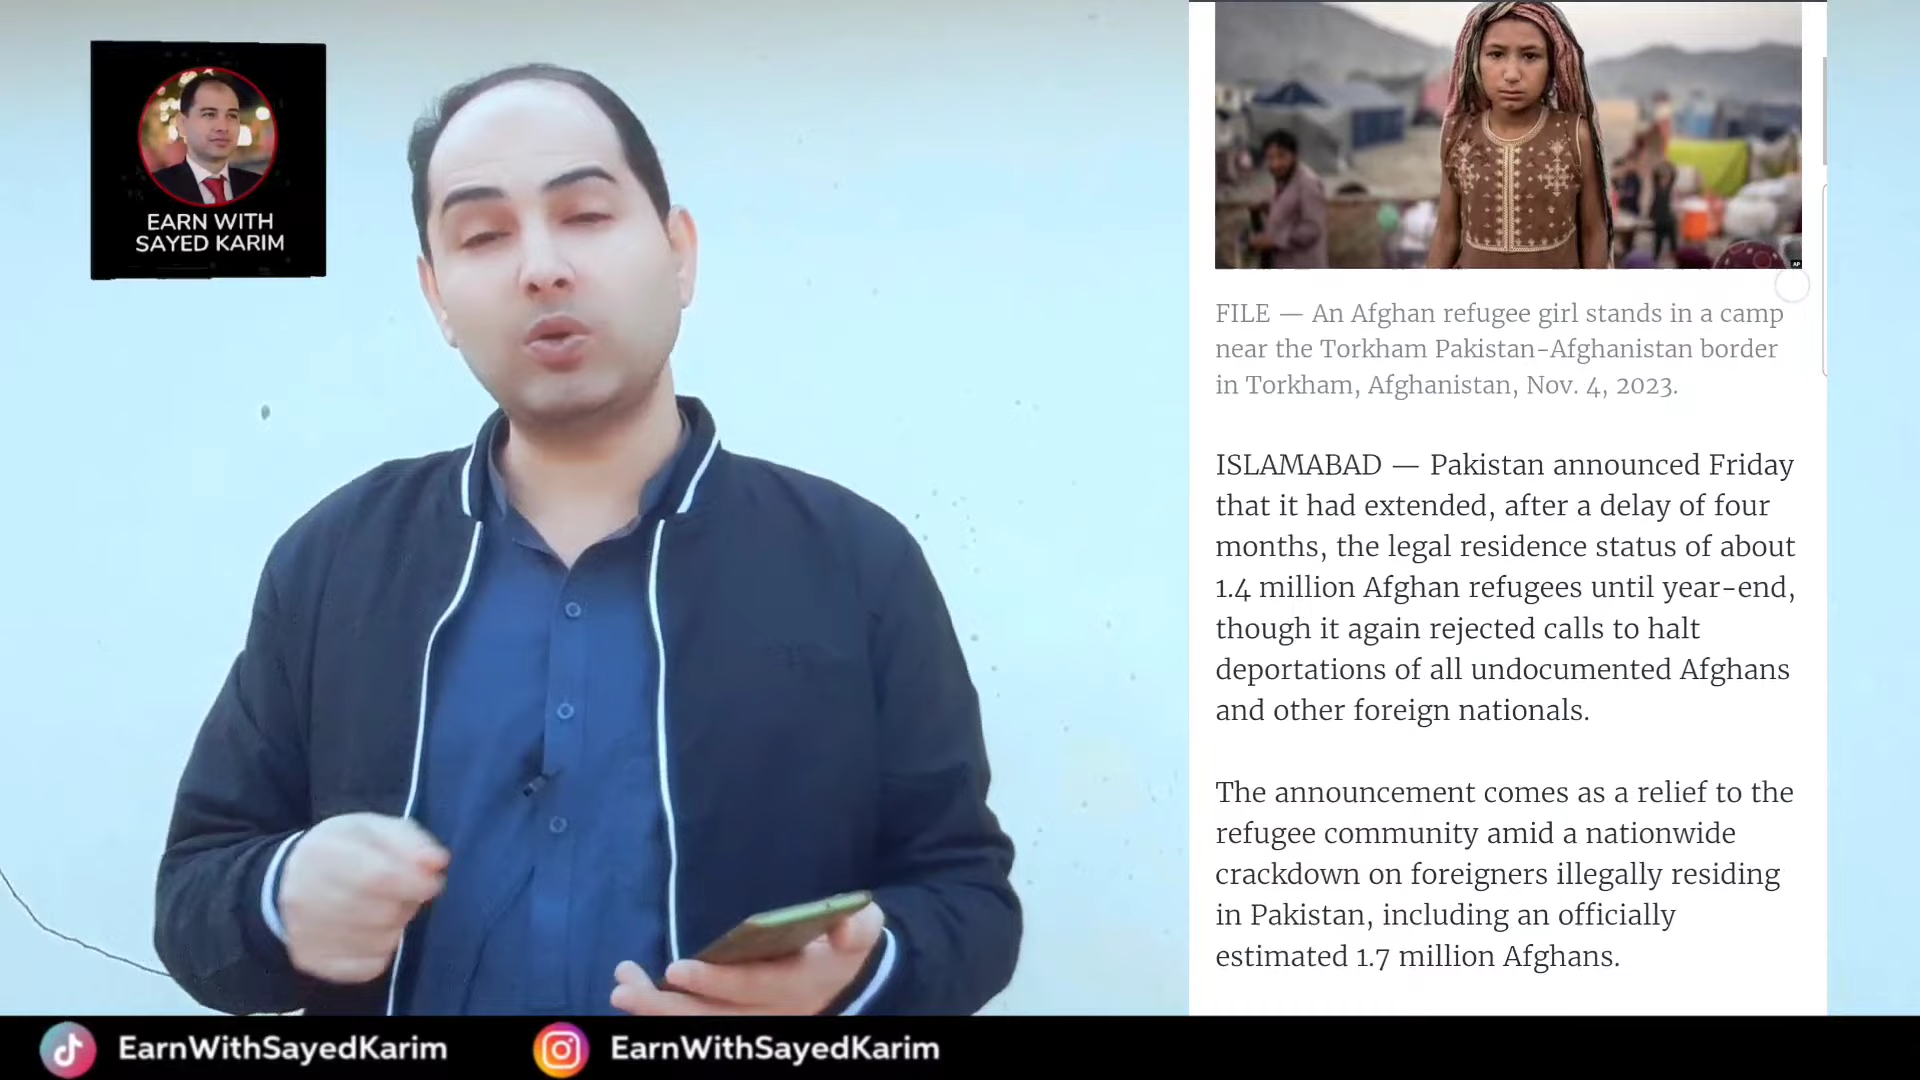 EARN WITH
SAYED KARIM
AP
FILE — An Afghan refugee girl stands in a camp
near the Torkham Pakistan-Afghanistan border
in Torkham, Afghanistan, Nov. 4, 2023.
ISLAMABAD — Pakistan announced Friday
that it had extended, after a delay of four
months, the legal residence status of about
1.4 million Afghan refugees until year-end,
though it again rejected calls to halt
deportations of all undocumented Afghans
and other foreign nationals.
The announcement comes as a relief to the
refugee community amid a nationwide
crackdown on foreigners illegally residing
in Pakistan, including an officially
estimated 1.7 million Afghans.
EarnWithSayedKarim
EarnWithSayedKarim